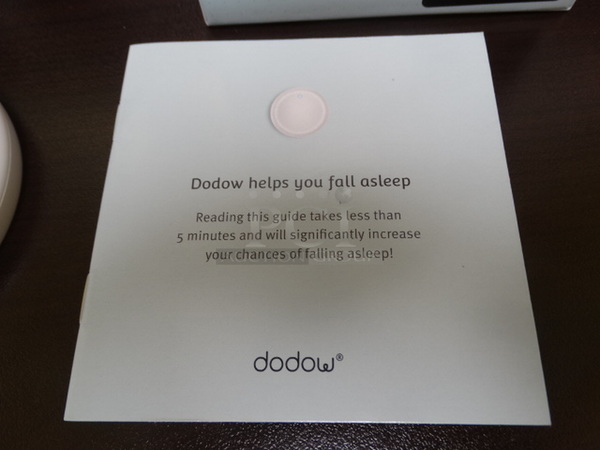 Dodow helps you fall asleep
Reading this guide takes less than
5 minutes and will significantly increase
your chances of falling asleep!
dodow®